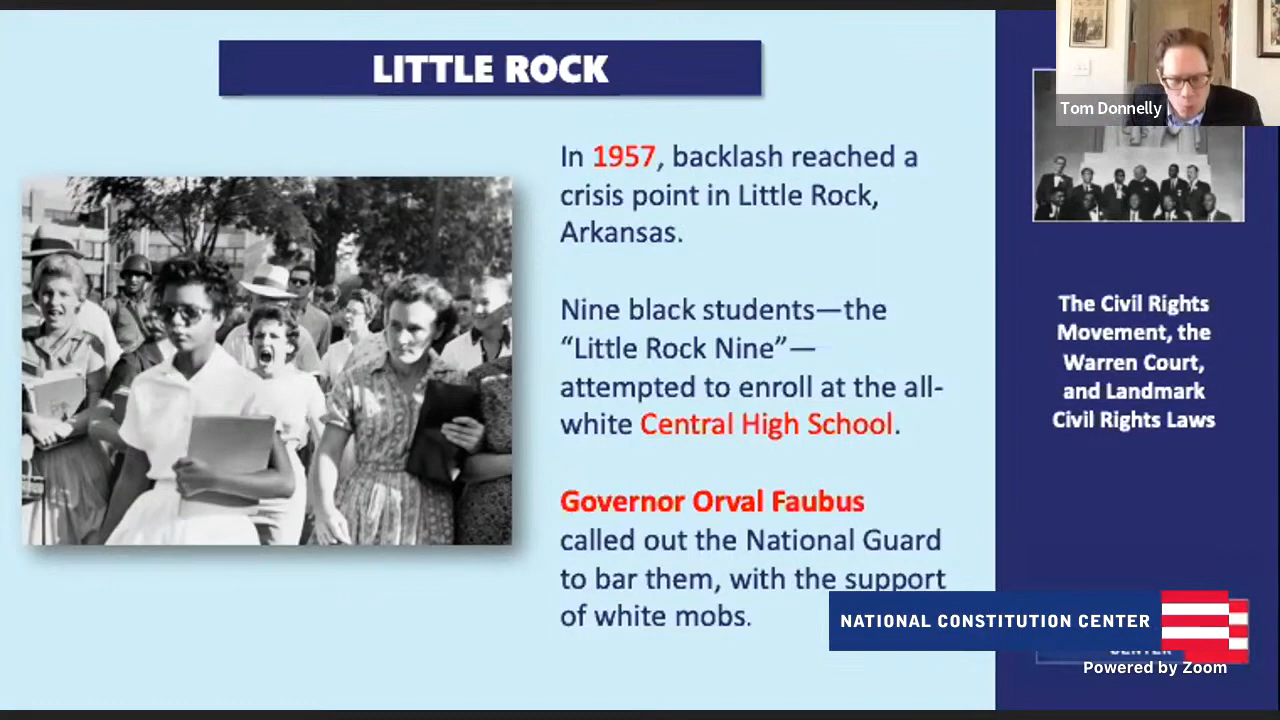 LITTLE ROCK
In 1957, backlash reached a
crisis point in Little Rock,
Arkansas.
Nine black students—the
“Little Rock Nine”—
attempted to enroll at the all-
white Central High School.
Governor Orval Faubus
called out the National Guard
to bar them, with the support
of white mobs.
Tom Donnelly
The Civil Rights
Movement, the
Warren Court,
and Landmark
Civil Rights Laws
NATIONAL CONSTITUTION CENTER
CENTER
Powered by Zoom